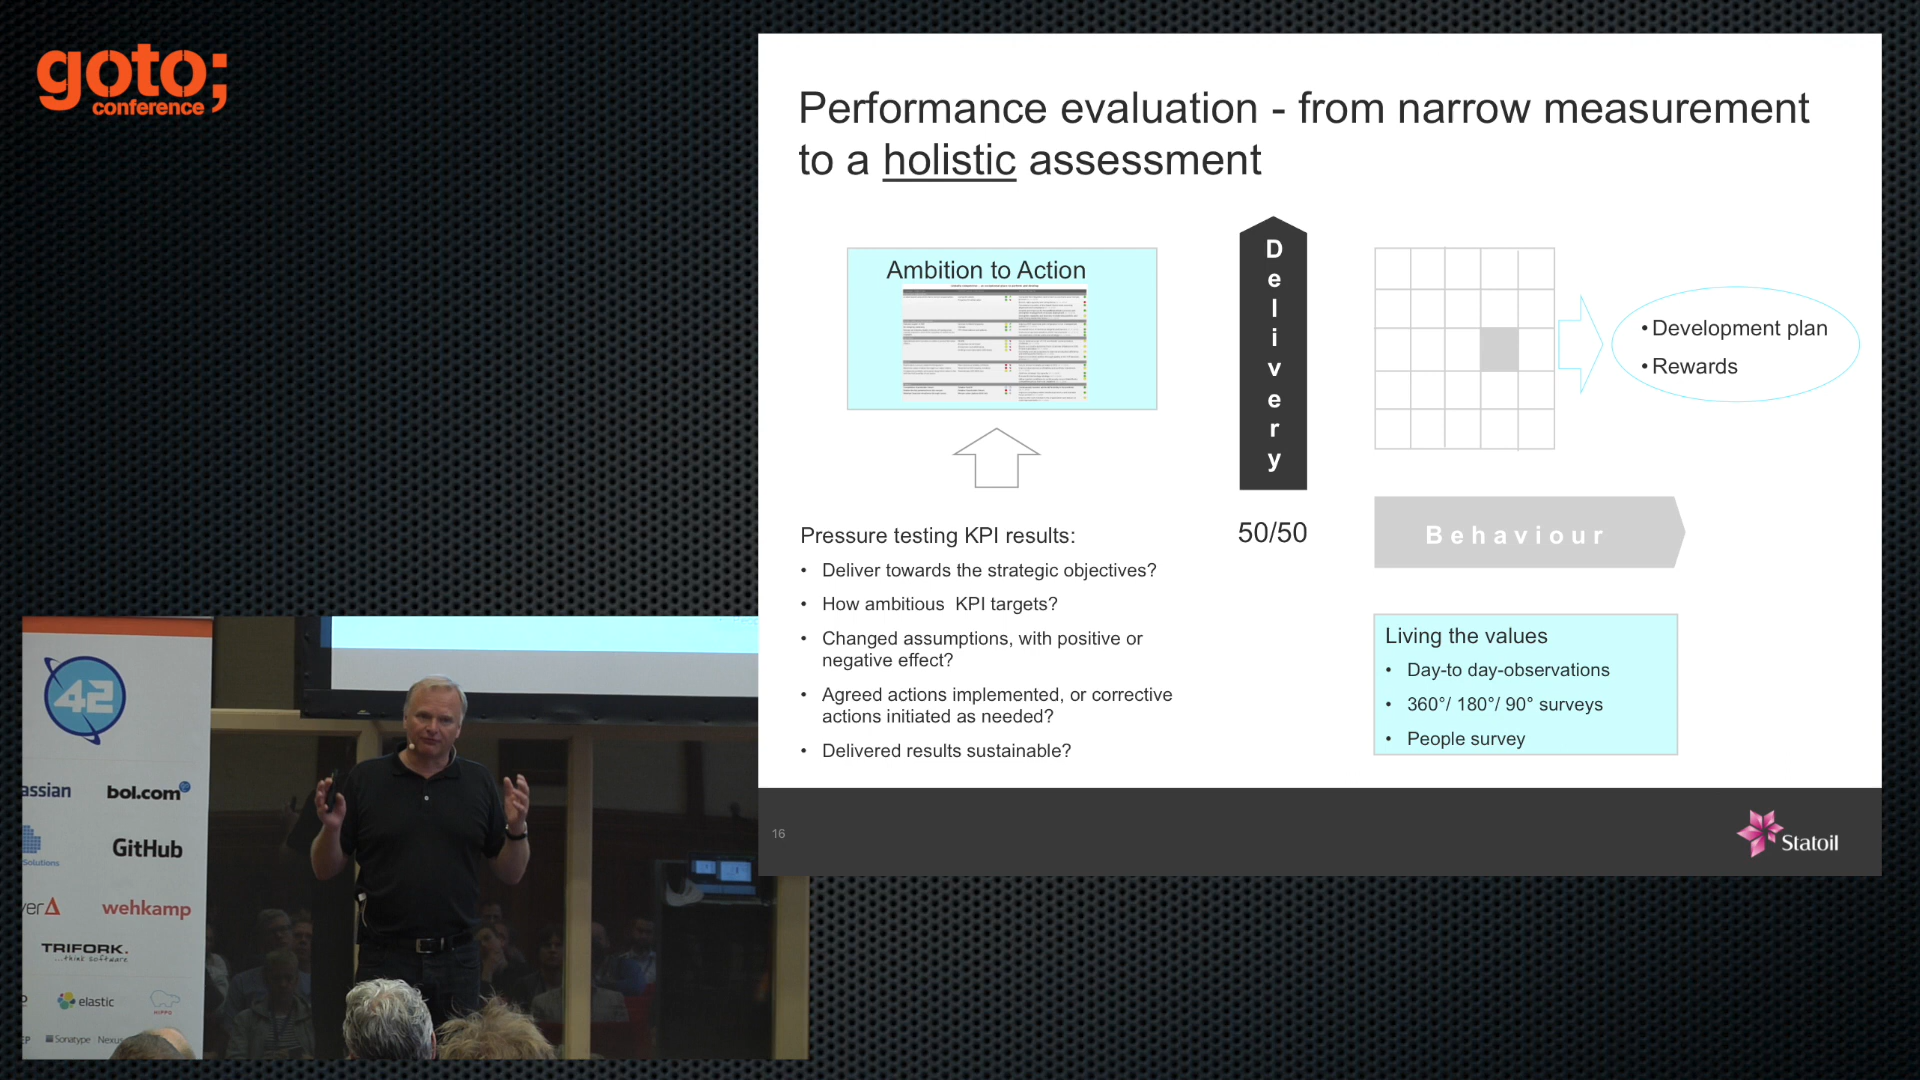 goto;
conference
Performance evaluation - from narrow measurement
to a holistic assessment
Ambition to Action
Delivery
• Development plan
• Rewards
Pressure testing KPI results:
• Deliver towards the strategic objectives?
• How ambitious  KPI targets?
• Changed assumptions, with positive or
negative effect?
• Agreed actions implemented, or corrective
actions initiated as needed?
• Delivered results sustainable?
50/50
Behaviour
Living the values
• Day-to day-observations
• 360°/ 180°/ 90° surveys
• People survey
16
Statoil
42
assian
bol.com
Solutions
GitHub
wehkamp
TRIFORK.
...think software
elastic
HIPPO
Sonatype